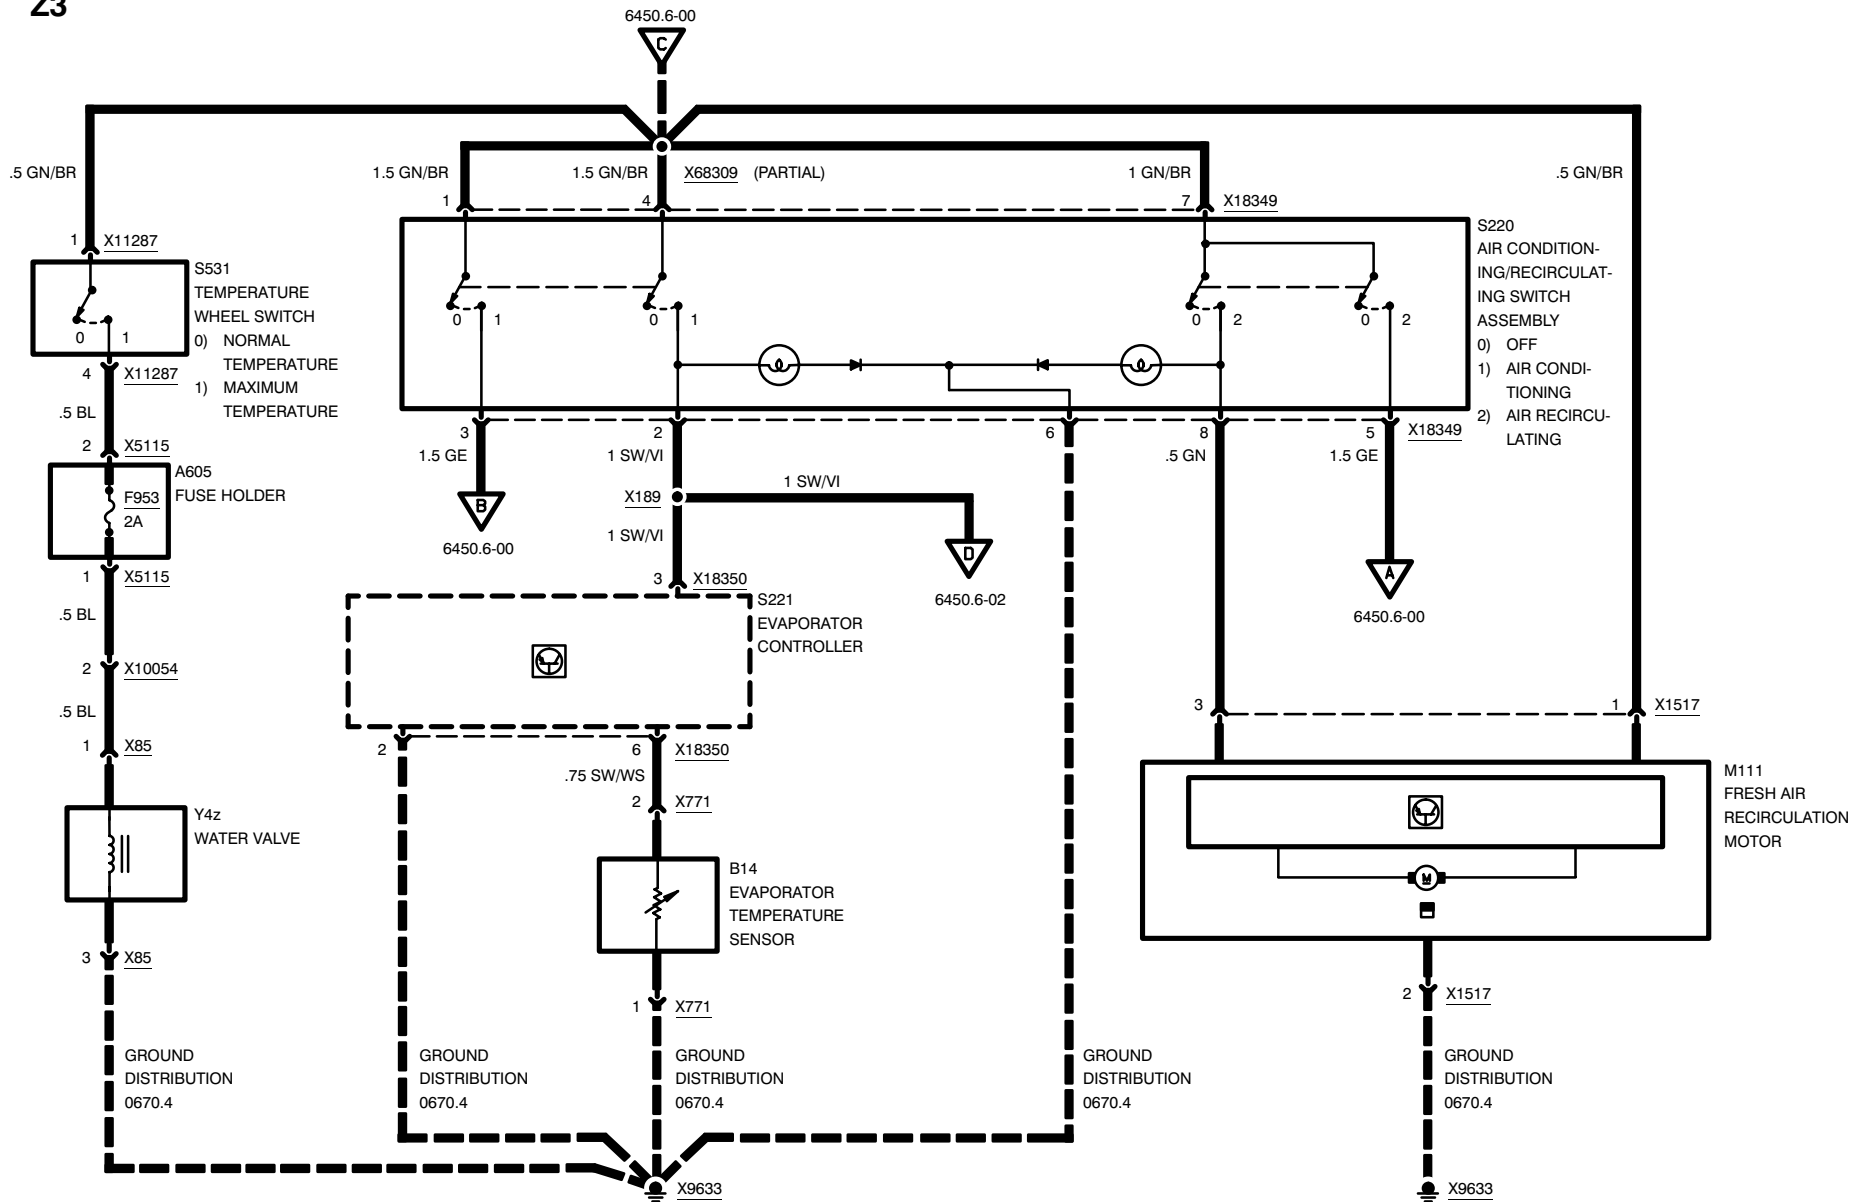 Z3
6450.6-00
C
.5 GN/BR
1.5 GN/BR
1.5 GN/BR
X68309 (PARTIAL)
1 GN/BR
.5 GN/BR
1
4
7
X18349
1
X11287
S531
TEMPERATURE
WHEEL SWITCH
0) NORMAL
TEMPERATURE
1) MAXIMUM
TEMPERATURE
0
1
S220
AIR CONDITION-
ING/RECIRCULAT-
ING SWITCH
ASSEMBLY
0) OFF
1) AIR CONDI-
TIONING
2) AIR RECIRCU-
LATING
0
1
0
1
0
2
0
2
4
X11287
.5 BL
2
X5115
A605
FUSE HOLDER
F953
2A
1
X5115
.5 BL
2
X10054
.5 BL
1
X85
Y4z
WATER VALVE
3
X85
3
2
6
8
5
X18349
1.5 GE
1 SW/VI
.5 GN
1.5 GE
B
6450.6-00
X189
1 SW/VI
1 SW/VI
D
6450.6-02
A
6450.6-00
3
X18350
S221
EVAPORATOR
CONTROLLER
2
6
X18350
.75 SW/WS
2
X771
B14
EVAPORATOR
TEMPERATURE
SENSOR
1
X771
3
1
X1517
M111
FRESH AIR
RECIRCULATION
MOTOR
M
2
X1517
GROUND
DISTRIBUTION
0670.4
GROUND
DISTRIBUTION
0670.4
GROUND
DISTRIBUTION
0670.4
GROUND
DISTRIBUTION
0670.4
GROUND
DISTRIBUTION
0670.4
X9633
X9633